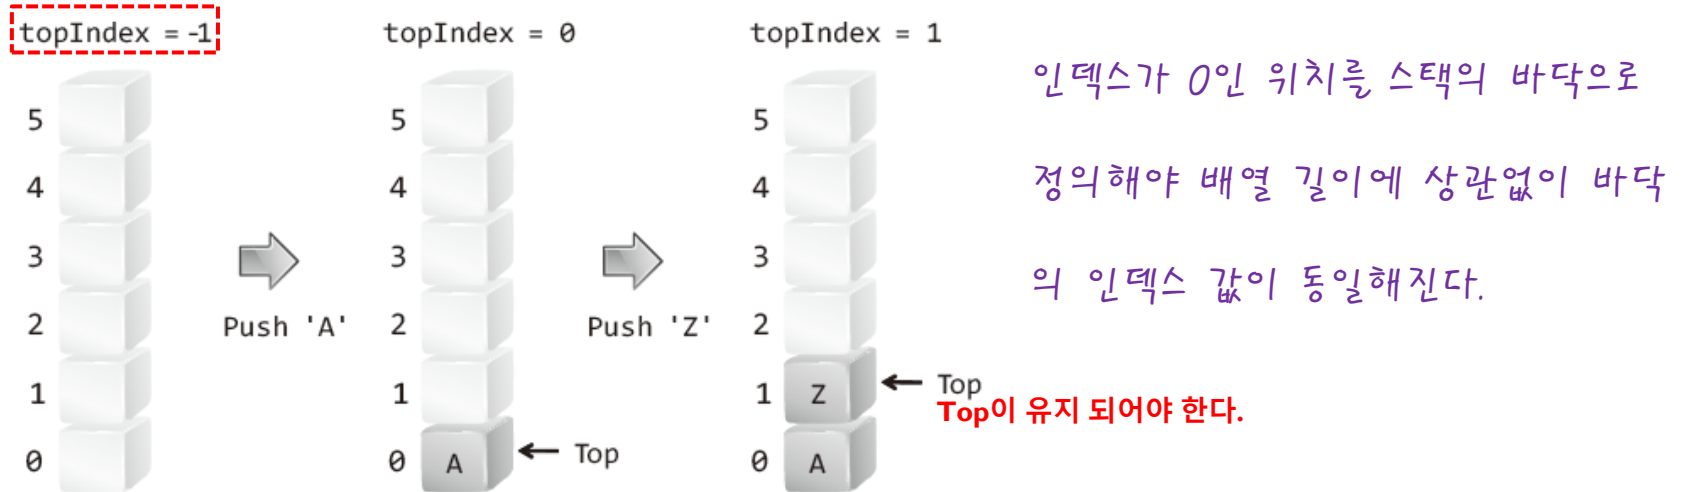 topIndex = -1
5
4
3
2
1
0
Push 'A'
topIndex = 0
5
4
3
2
1
0
A
Top
Push 'Z'
topIndex = 1
5
4
3
2
1
0
Z
A
Top
Top이 유지 되어야 한다.
인덱스가 0인 위치를 스택의 바닥으로
정의해야 배열 길이에 상관없이 바닥
의 인덱스 값이 동일해진다.